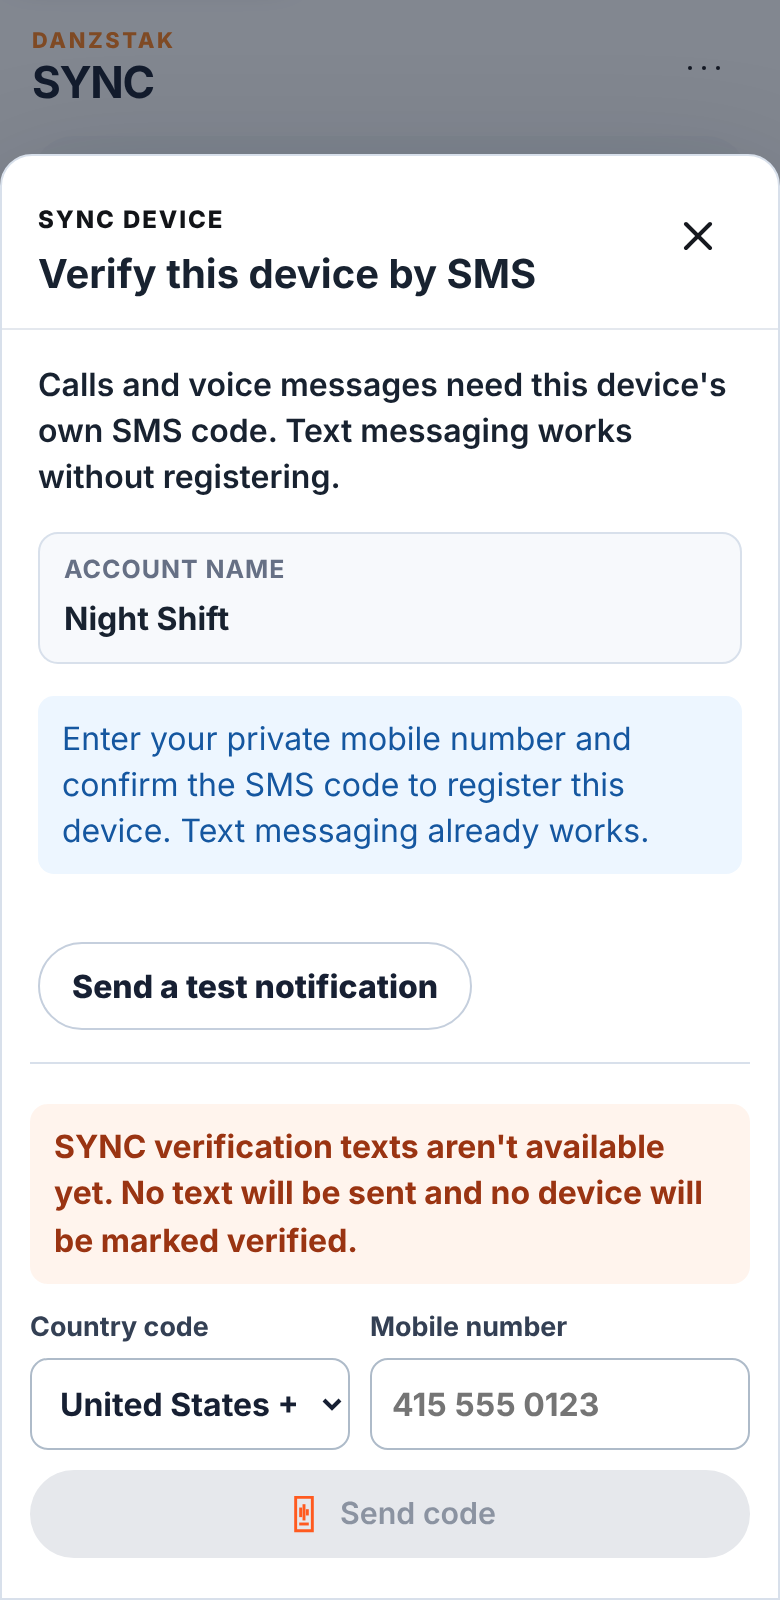 DANZSTAK
SYNC
...
SYNC DEVICE
Verify this device by SMS
Calls and voice messages need this device's
own SMS code. Text messaging works
without registering.
ACCOUNT NAME
Night Shift
Enter your private mobile number and
confirm the SMS code to register this
device. Text messaging already works.
Send a test notification
SYNC verification texts aren't available
yet. No text will be sent and no device will
be marked verified.
Country code
Mobile number
United States +
415 555 0123
Send code